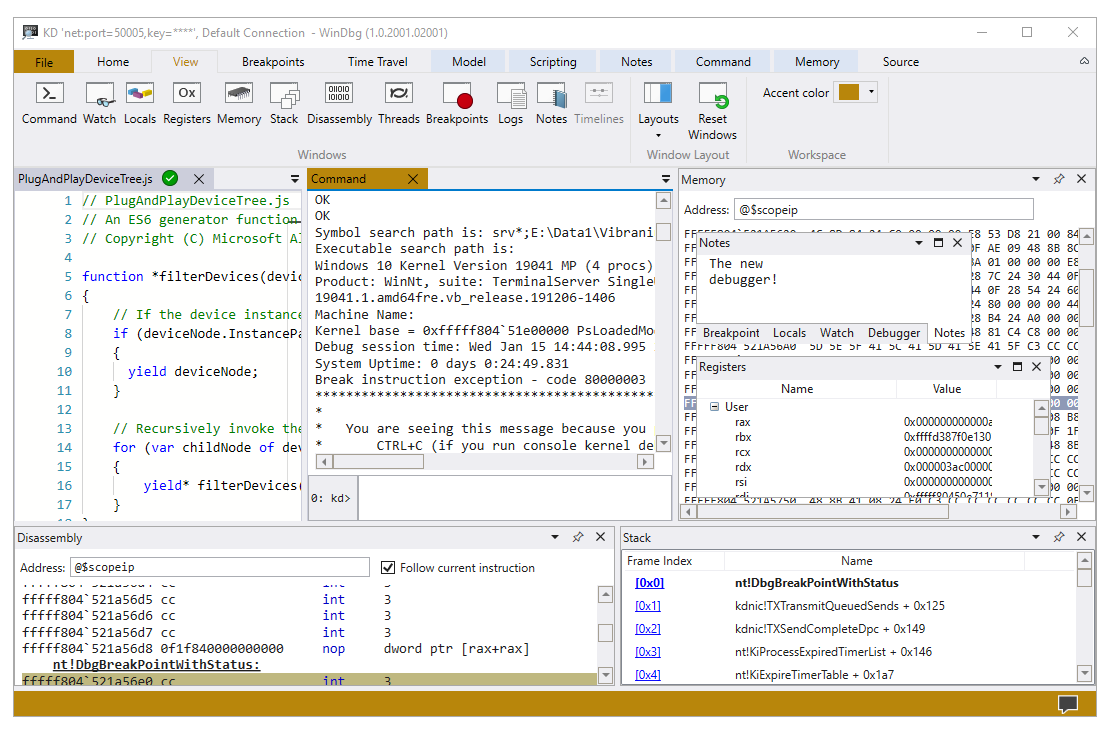 KD 'net:port=50005,key=****', Default Connection - WinDbg (1.0.2001.02001)
File Home View Breakpoints Time Travel Model Scripting Notes Command Memory Source
Command Watch Locals Registers Memory Stack Disassembly Threads Breakpoints Logs Notes Timelines Layouts Reset Windows Accent color
Windows Window Layout Workspace
PlugAndPlayDeviceTree.js
1 // PlugAndPlayDeviceTree.js
2 // An ES6 generator function
3 // Copyright (C) Microsoft
4
5 function *filterDevices(devi
6 {
7 // If the device instance
8 if (deviceNode.InstancePa
9 {
10 yield deviceNode;
11 }
12
13 // Recursively invoke the
14 for (var childNode of dev
15 {
16 yield* filterDevices(
17 }
Command
OK
OK
Symbol search path is: srv*;E:\Data1\Vibrani
Executable search path is:
Windows 10 Kernel Version 19041 MP (4 procs)
Product: WinNt, suite: TerminalServer Single
19041.1.amd64fre.vb_release.191206-1406
Machine Name:
Kernel base = 0xfffff804`51e00000 PsLoadedMo
Debug session time: Wed Jan 15 14:44:08.995
System Uptime: 0 days 0:24:49.831
Break instruction exception - code 80000003
********************************************
*
* You are seeing this message because you
* CTRL+C (if you run console kernel de
0: kd>
Memory
Address: @$scopeip
Notes
The new
debugger!
Breakpoint Locals Watch Debugger Notes
Registers
Name Value
User
rax 0x000000000000a
rbx 0xffffd387f0e130
rcx 0x0000000000000
rdx 0x000003ac00000
rsi 0x0000000000000
Disassembly
Address: @$scopeip Follow current instruction
fffff804`521a56d5 cc int 3
fffff804`521a56d6 cc int 3
fffff804`521a56d7 cc int 3
fffff804`521a56d8 0f1f840000000000 nop dword ptr [rax+rax]
nt!DbgBreakPointWithStatus:
fffff804`521a56e0 cc int 3
Stack
Frame Index Name
[0x0] nt!DbgBreakPointWithStatus
[0x1] kdnic!TXTransmitQueuedSends + 0x125
[0x2] kdnic!TXSendCompleteDpc + 0x149
[0x3] nt!KiProcessExpiredTimerList + 0x146
[0x4] nt!KiExpireTimerTable + 0x1a7